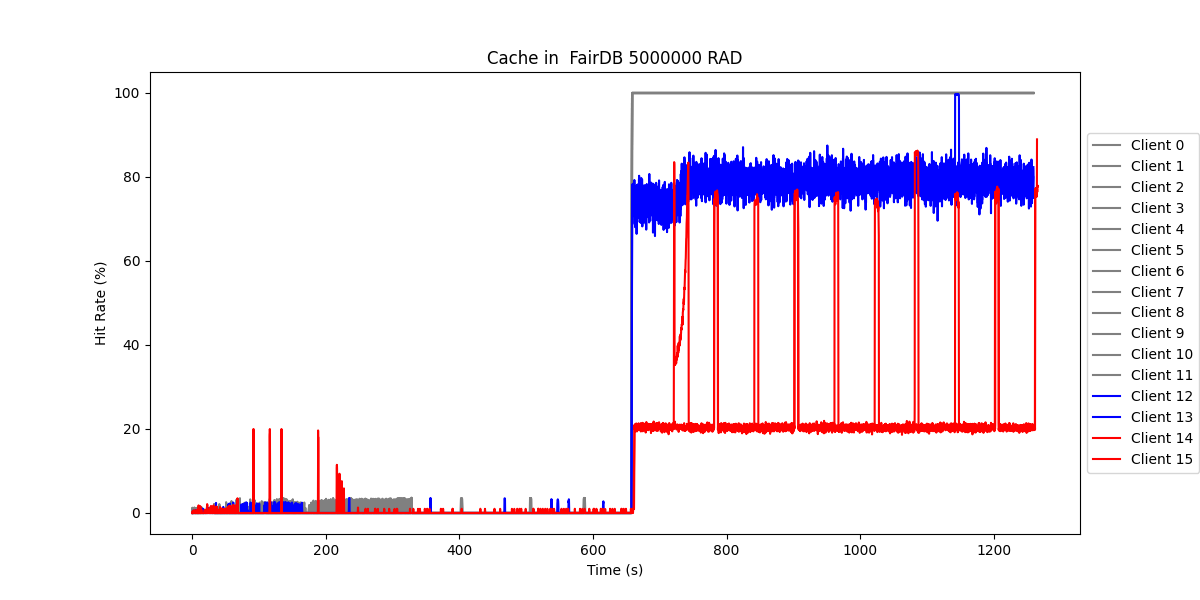 Cache in  FairDB 5000000 RAD
Hit Rate (%)
100
80
60
40
20
0
0 200 400 600 800 1000 1200
Time (s)
Client 0
Client 1
Client 2
Client 3
Client 4
Client 5
Client 6
Client 7
Client 8
Client 9
Client 10
Client 11
Client 12
Client 13
Client 14
Client 15